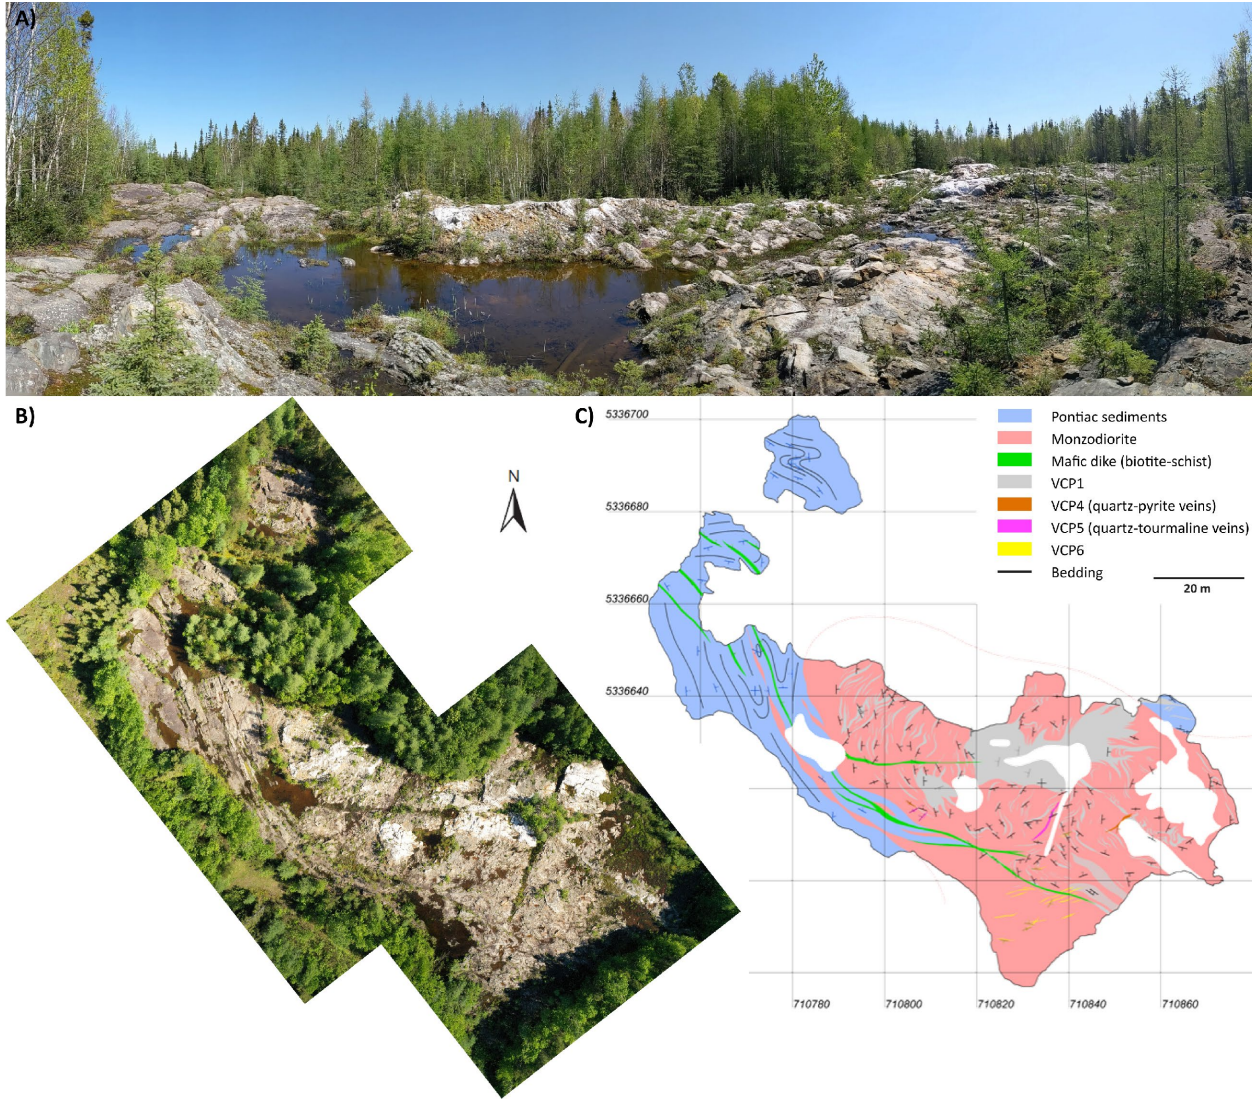 A)
B)
N
C)
5336700
5336680
5336660
5336640
710780
710800
710820
710840
710860
Pontiac sediments
Monzodiorite
Mafic dike (biotite-schist)
VCP1
VCP4 (quartz-pyrite veins)
VCP5 (quartz-tourmaline veins)
VCP6
Bedding
20 m